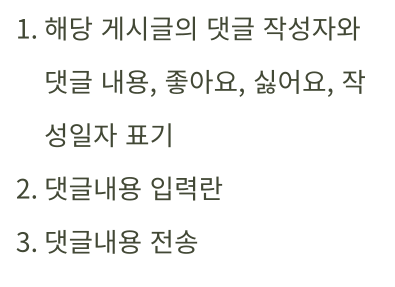 1. 해당 게시글의 댓글 작성자와
댓글 내용, 좋아요, 싫어요, 작
성일자 표기
2. 댓글내용 입력란
3. 댓글내용 전송